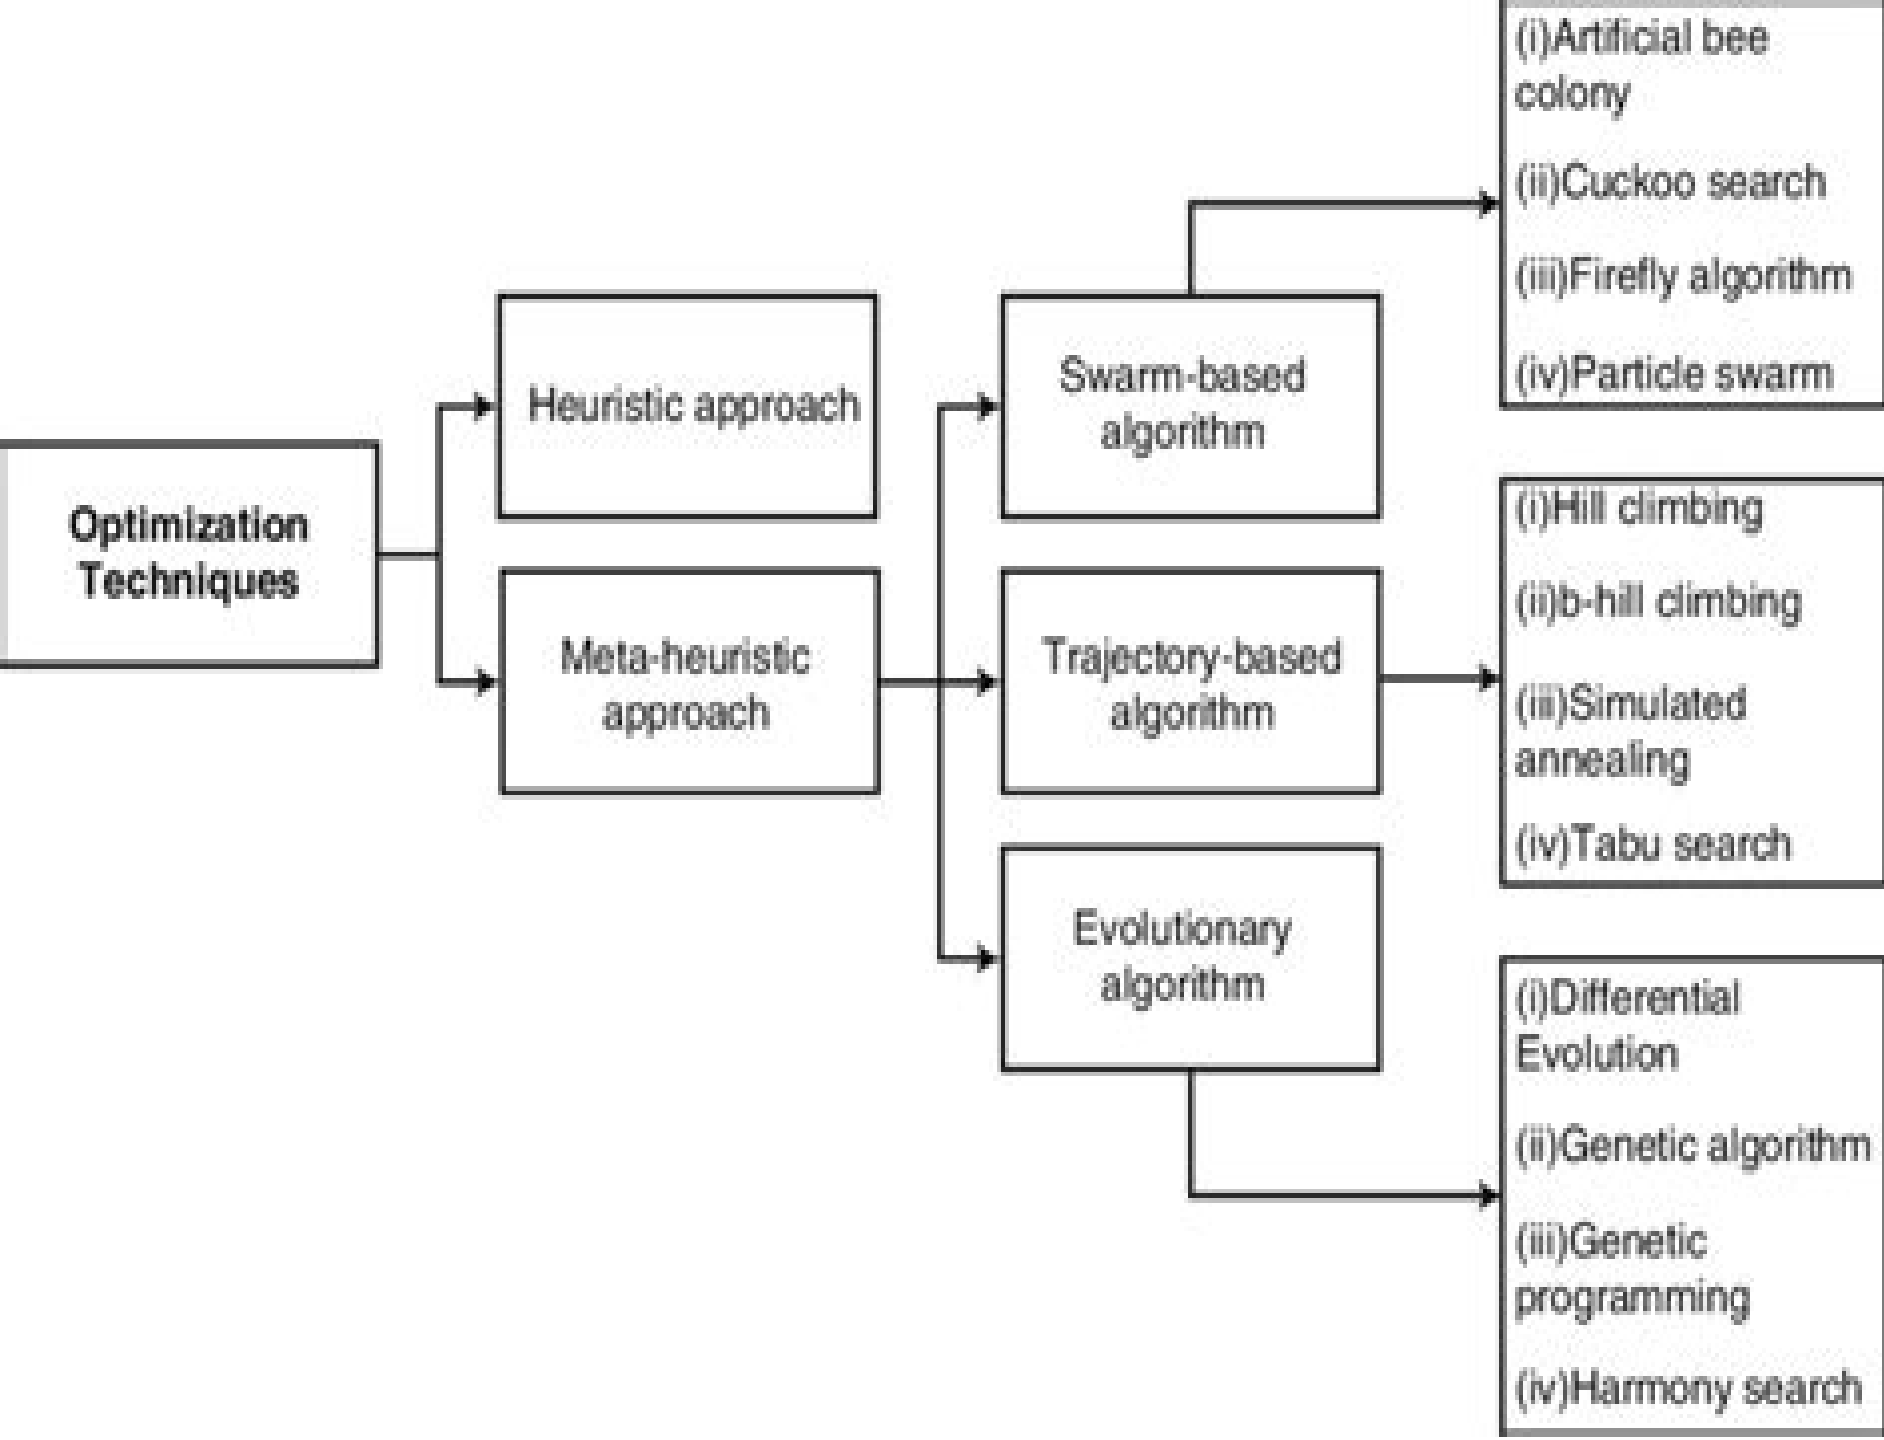 Optimization
Techniques
Heuristic approach
Meta-heuristic
approach
Swarm-based
algorithm
Trajectory-based
algorithm
Evolutionary
algorithm
(i)Artificial bee
colony
(ii)Cuckoo search
(iii)Firefly algorithm
(iv)Particle swarm
(i)Hill climbing
(ii)b-hill climbing
(iii)Simulated
annealing
(iv)Tabu search
(i)Differential
Evolution
(ii)Genetic algorithm
(iii)Genetic
programming
(iv)Harmony search